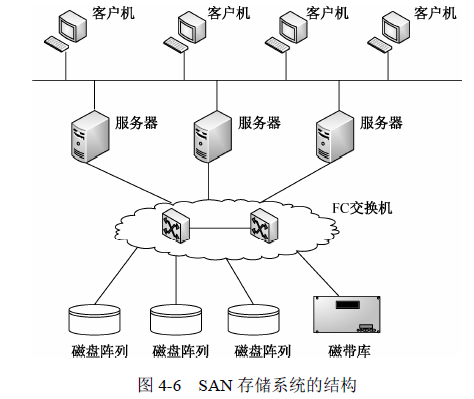 客户机 客户机 客户机 客户机
服务器 服务器 服务器
FC交换机
磁盘阵列 磁盘阵列 磁盘阵列 磁带库
图 4-6 SAN 存储系统的结构